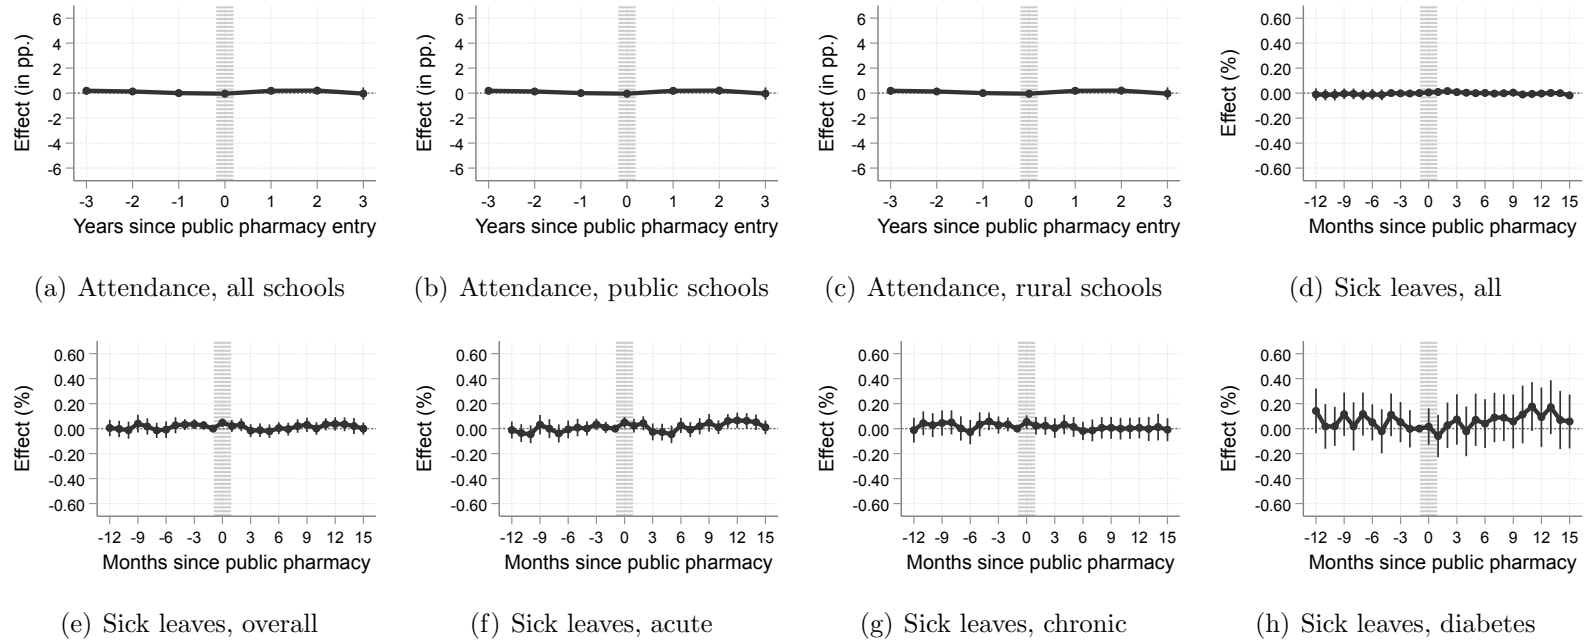 6
4
2
0
-2
-4
-6
Effect (in pp.)
-3 -2 -1 0 1 2 3
Years since public pharmacy entry
(a) Attendance, all schools
6
4
2
0
-2
-4
-6
Effect (in pp.)
-3 -2 -1 0 1 2 3
Years since public pharmacy entry
(b) Attendance, public schools
6
4
2
0
-2
-4
-6
Effect (in pp.)
-3 -2 -1 0 1 2 3
Years since public pharmacy entry
(c) Attendance, rural schools
0.60
0.40
0.20
0.00
-0.20
-0.40
-0.60
Effect (%)
-12 -9 -6 -3 0 3 6 9 12 15
Months since public pharmacy
(d) Sick leaves, all
0.60
0.40
0.20
0.00
-0.20
-0.40
-0.60
Effect (%)
-12 -9 -6 -3 0 3 6 9 12 15
Months since public pharmacy
(e) Sick leaves, overall
0.60
0.40
0.20
0.00
-0.20
-0.40
-0.60
Effect (%)
-12 -9 -6 -3 0 3 6 9 12 15
Months since public pharmacy
(f) Sick leaves, acute
0.60
0.40
0.20
0.00
-0.20
-0.40
-0.60
Effect (%)
-12 -9 -6 -3 0 3 6 9 12 15
Months since public pharmacy
(g) Sick leaves, chronic
0.60
0.40
0.20
0.00
-0.20
-0.40
-0.60
Effect (%)
-12 -9 -6 -3 0 3 6 9 12 15
Months since public pharmacy
(h) Sick leaves, diabetes